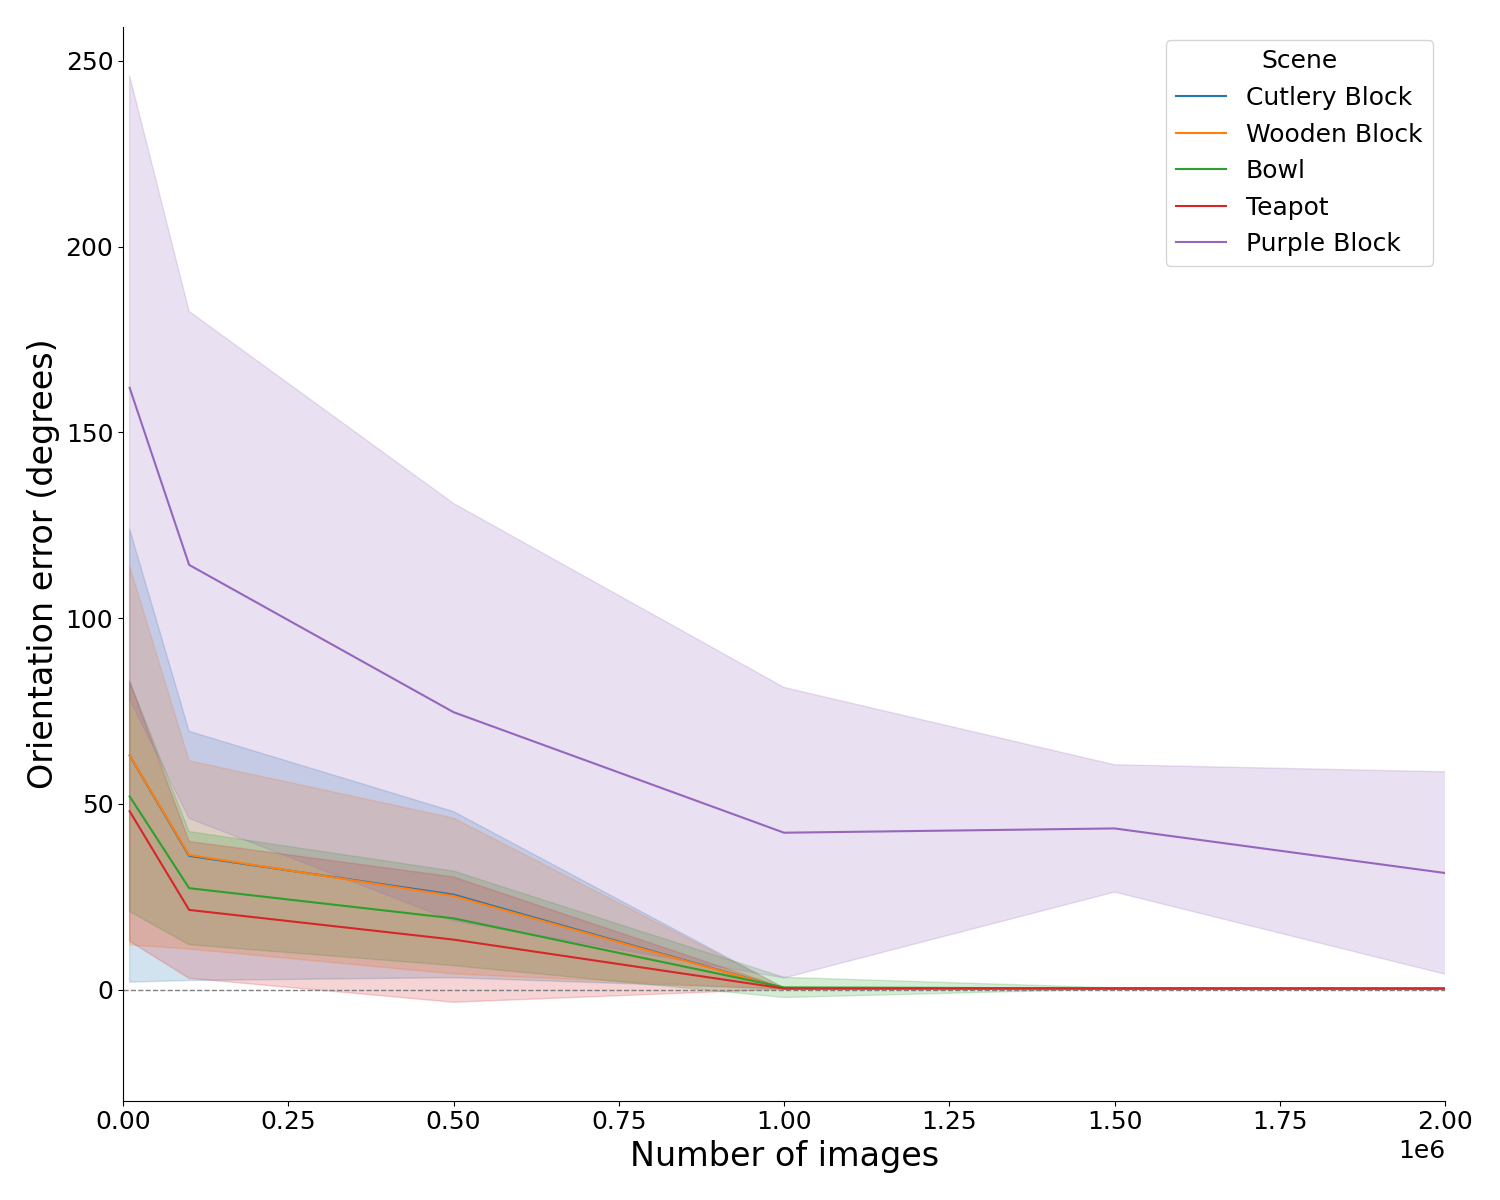 Orientation error (degrees)
250
200
150
100
50
0
Scene
Cutlery Block
Wooden Block
Bowl
Teapot
Purple Block
0.00 0.25 0.50 0.75 1.00 1.25 1.50 1.75 2.00
1e6
Number of images